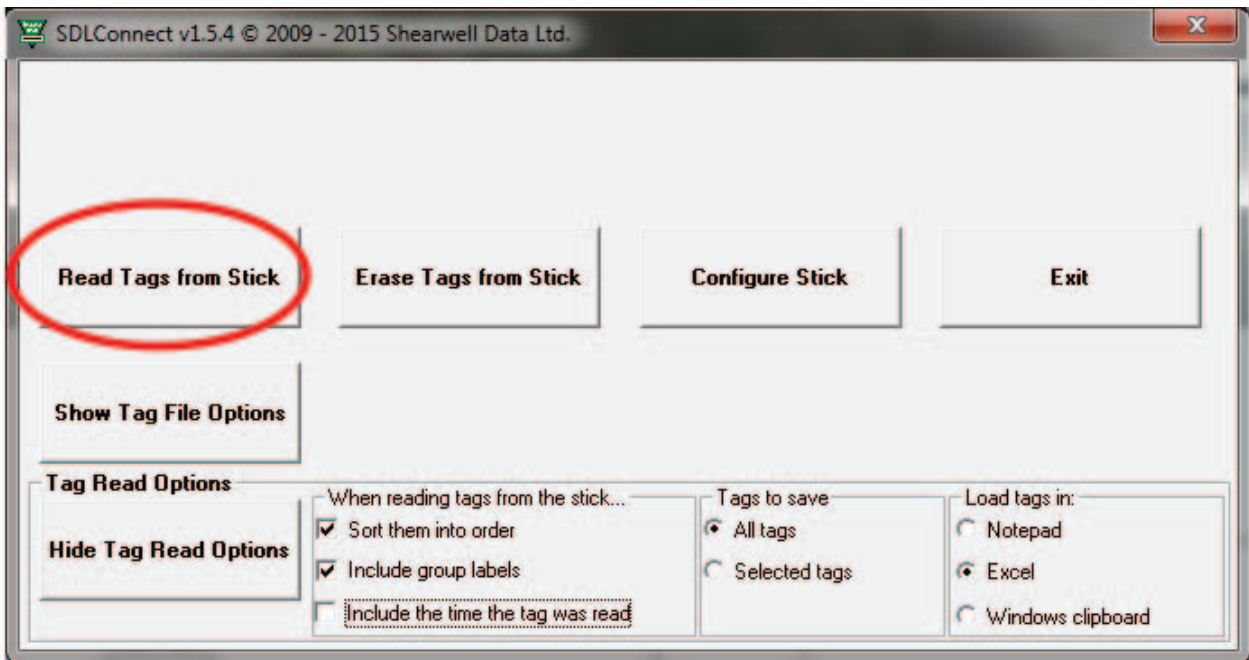 SDLConnect v1.5.4 © 2009 - 2015 Shearwell Data Ltd.
Read Tags from Stick
Erase Tags from Stick
Configure Stick
Exit
Show Tag File Options
Tag Read Options
Hide Tag Read Options
When reading tags from the stick...
Sort them into order
Include group labels
Include the time the tag was read
Tags to save
All tags
Selected tags
Load tags in:
Notepad
Excel
Windows clipboard